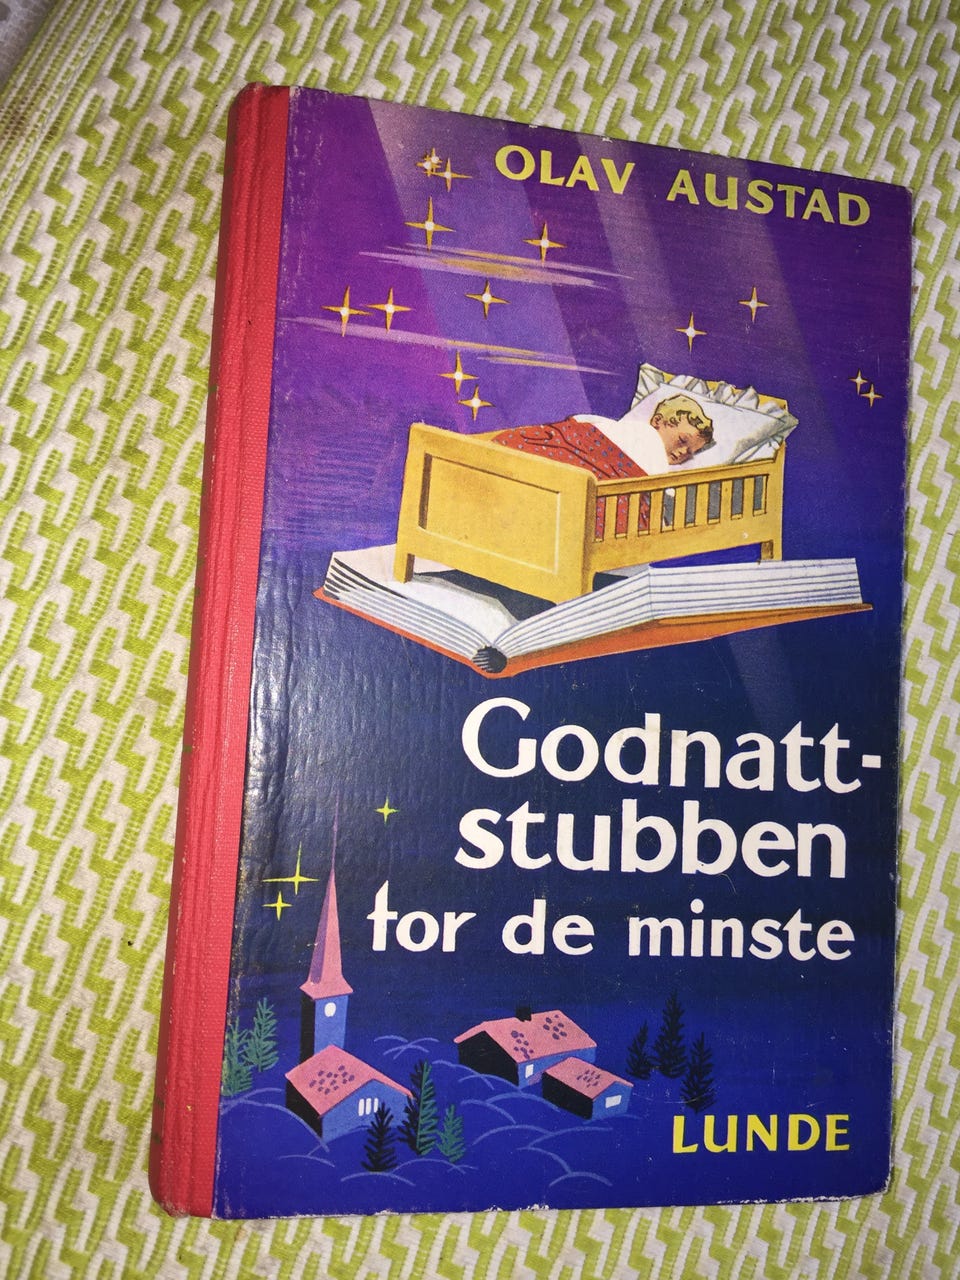 OLAV AUSTAD
Godnatt-
stubben
for de minste
LUNDE